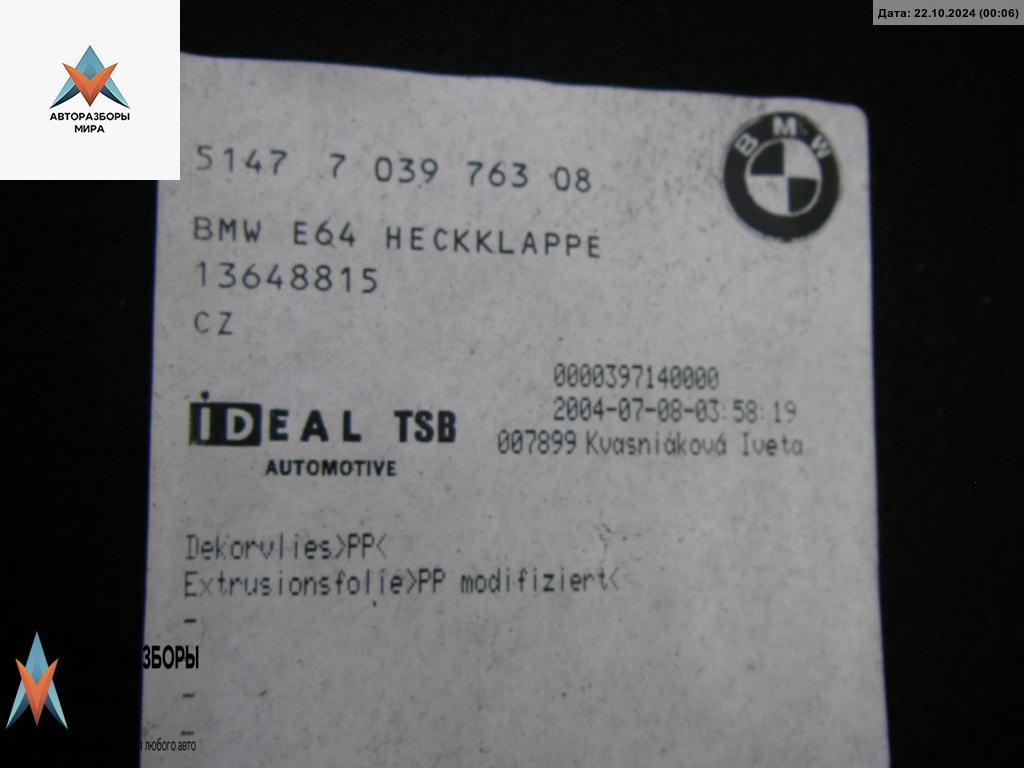 Дата: 22.10.2024 (00:06)
АВТОРАЗБОРЫ
МИРА
BMW
5147 7 039 763 08
BMW E64 HECKKLAPPE
13648815
CZ
0000397140000
2004-07-08-03:58:19
007899 Kvasniáková Iveta
IDEAL TSB
AUTOMOTIVE
Dekorvlies>PP<
Extrusionsfolie>PP modifiziert<
-
-
-
любого авто